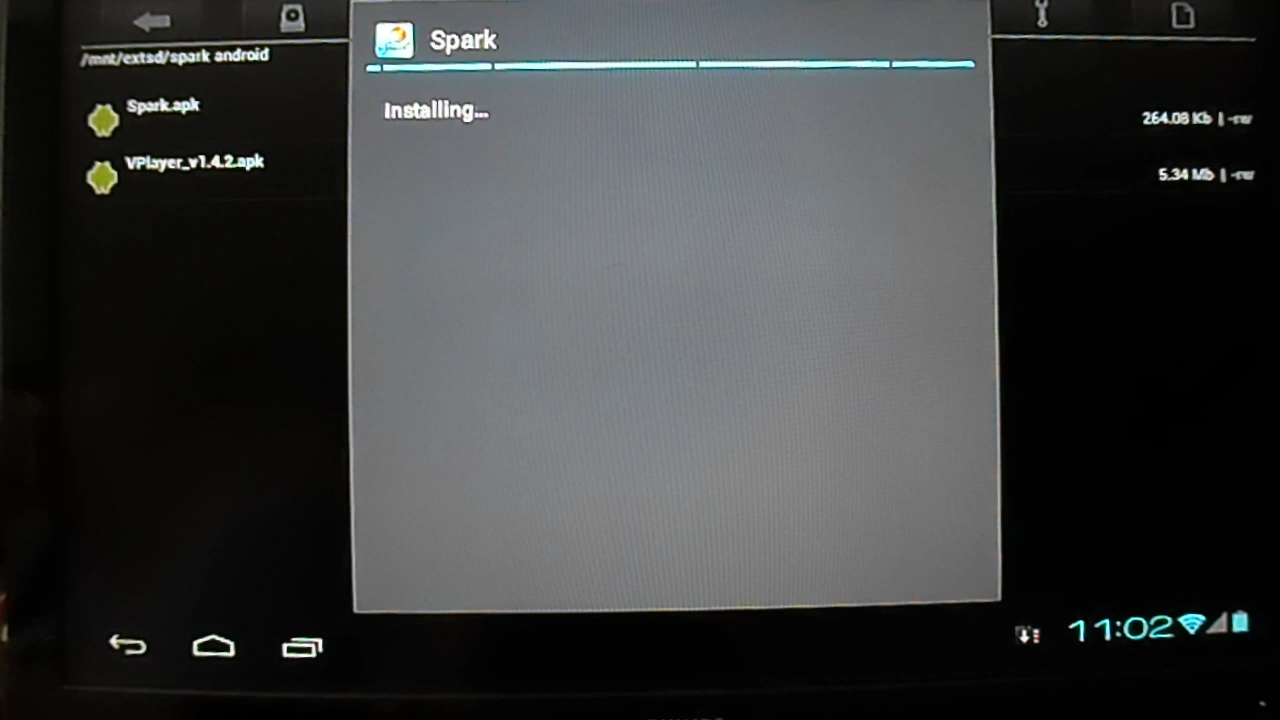 Spark
/mnt/extsd/spark android
Installing...
Spark.apk
264.08 Kb | -rw
VPlayer_v1.4.2.apk
5.34 Mb | -rw
11:02